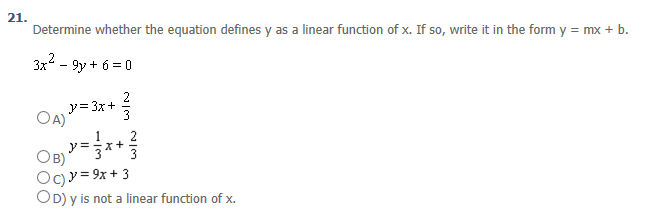 21.
Determine whether the equation defines y as a linear function of x. If so, write it in the form y = mx + b.
3x² - 9y + 6 = 0
A) y = 3x + 2/3
B) y = 1/3 x + 2/3
C) y = 9x + 3
D) y is not a linear function of x.